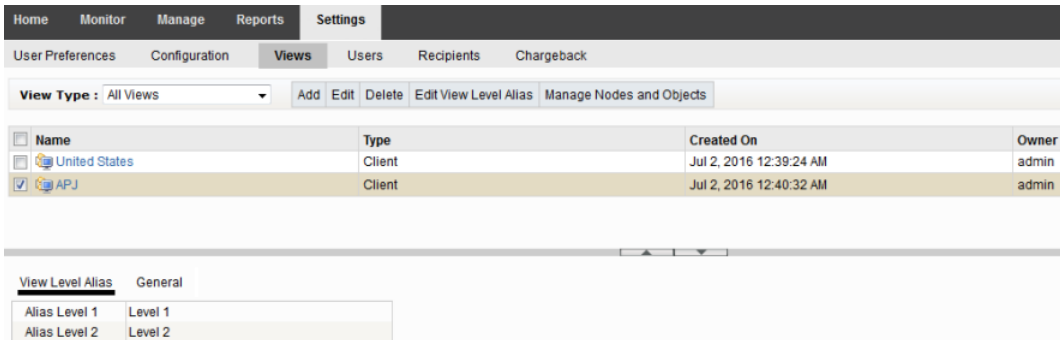 Home Monitor Manage Reports Settings
User Preferences Configuration Views Users Recipients Chargeback
View Type : All Views Add Edit Delete Edit View Level Alias Manage Nodes and Objects
Name Type Created On Owner
United States Client Jul 2, 2016 12:39:24 AM admin
APJ Client Jul 2, 2016 12:40:32 AM admin
View Level Alias General
Alias Level 1 Level 1
Alias Level 2 Level 2